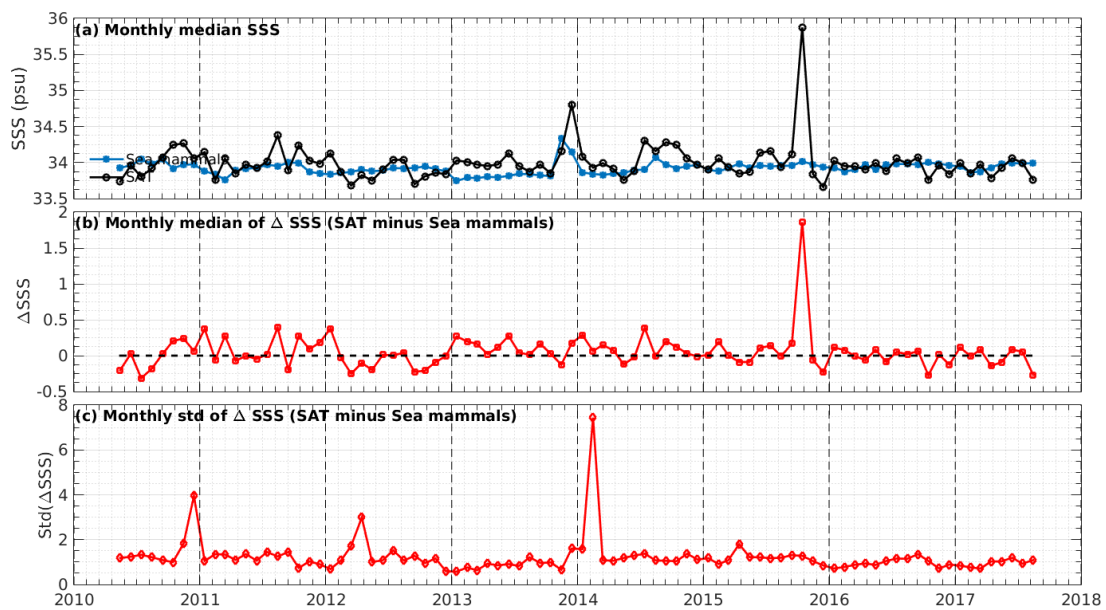 36
35.5
35
34.5
34
33.5
SSS (psu)
(a) Monthly median SSS
Sea mammals
SAT
2
1.5
1
0.5
0
-0.5
ΔSSS
(b) Monthly median of Δ SSS (SAT minus Sea mammals)
8
6
4
2
0
Std(ΔSSS)
(c) Monthly std of Δ SSS (SAT minus Sea mammals)
2010 2011 2012 2013 2014 2015 2016 2017 2018